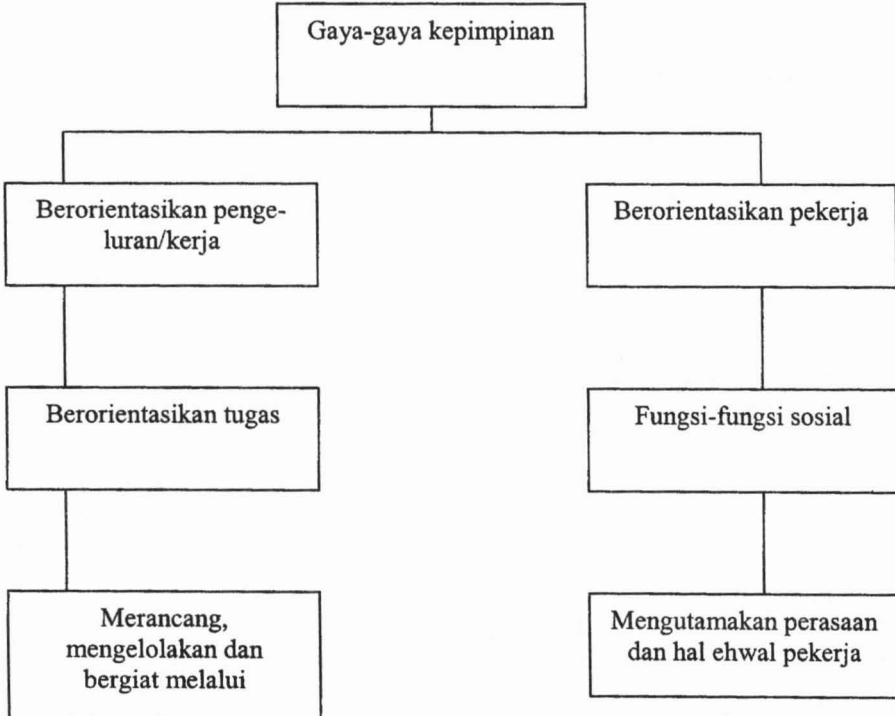 Gaya-gaya kepimpinan
Berorientasikan penge-
luran/kerja
Berorientasikan pekerja
Berorientasikan tugas
Fungsi-fungsi sosial
Merancang,
mengelolakan dan
bergiat melalui
Mengutamakan perasaan
dan hal ehwal pekerja